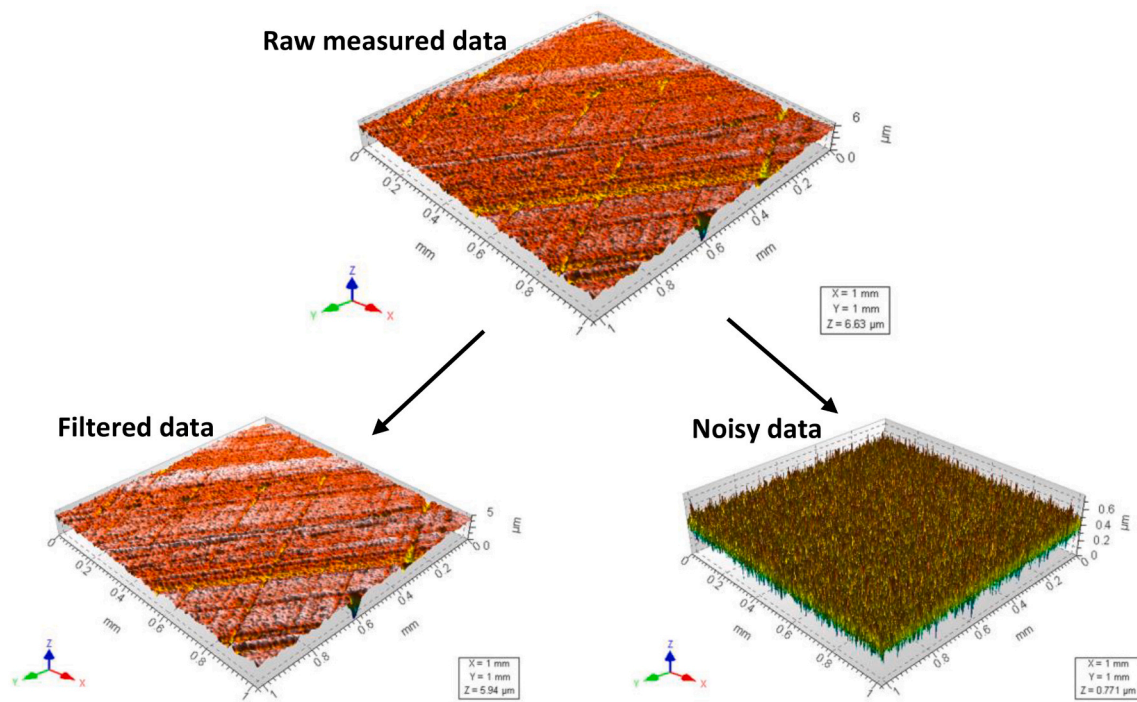 Raw measured data
6
0
µm
0
0.2
0.4
0.6
0.8
1
mm
0
0.2
0.4
0.6
0.8
1
mm
Z
Y
X
X = 1 mm
Y = 1 mm
Z = 6.63 µm
Filtered data
5
0
µm
0
0.2
0.4
0.6
0.8
1
mm
0
0.2
0.4
0.6
0.8
1
mm
Z
Y
X
X = 1 mm
Y = 1 mm
Z = 5.94 µm
Noisy data
0.6
0.4
0.2
0
µm
0
0.2
0.4
0.6
0.8
1
mm
0
0.2
0.4
0.6
0.8
1
mm
Z
Y
X
X = 1 mm
Y = 1 mm
Z = 0.771 µm